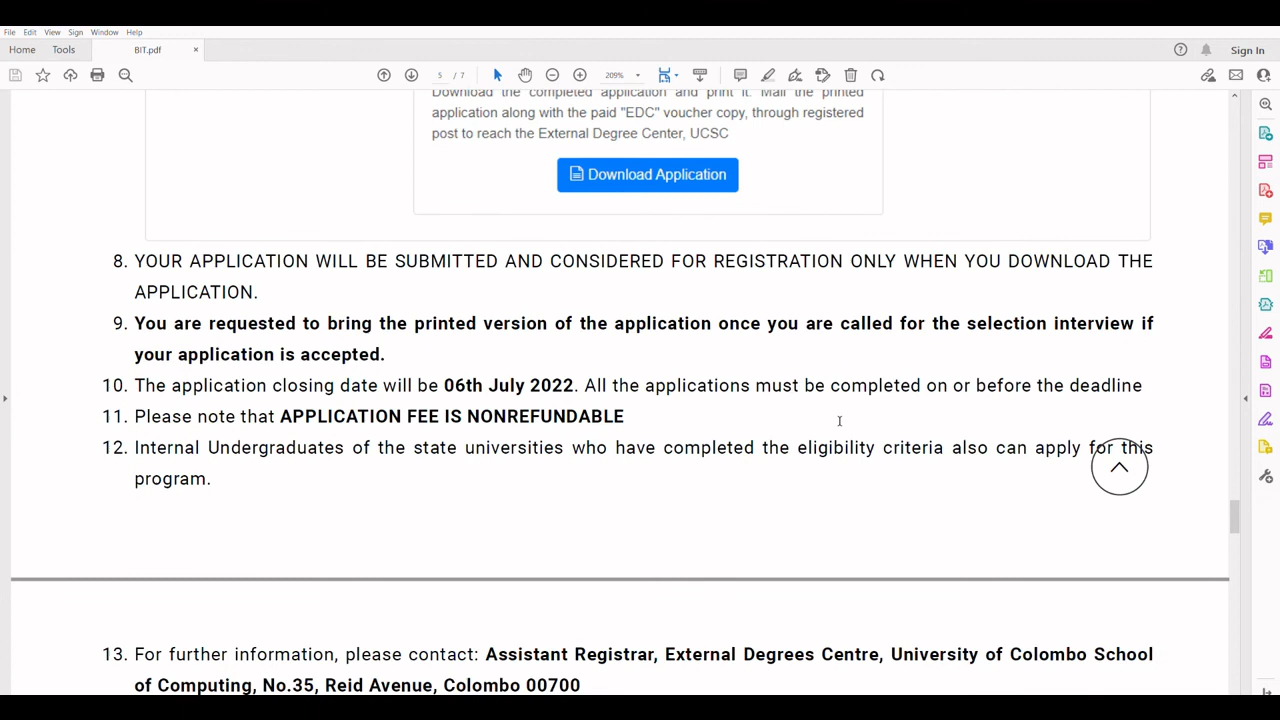 File Edit View Sign Window Help
Home Tools BIT.pdf × Sign In
5 / 7 209%
Download the completed application and print it. Mail the printed
application along with the paid "EDC" voucher copy, through registered
post to reach the External Degree Center, UCSC
Download Application
8. YOUR APPLICATION WILL BE SUBMITTED AND CONSIDERED FOR REGISTRATION ONLY WHEN YOU DOWNLOAD THE
APPLICATION.
9. You are requested to bring the printed version of the application once you are called for the selection interview if
your application is accepted.
10. The application closing date will be 06th July 2022. All the applications must be completed on or before the deadline
11. Please note that APPLICATION FEE IS NONREFUNDABLE
12. Internal Undergraduates of the state universities who have completed the eligibility criteria also can apply for this
program.
13. For further information, please contact: Assistant Registrar, External Degrees Centre, University of Colombo School
of Computing, No.35, Reid Avenue, Colombo 00700